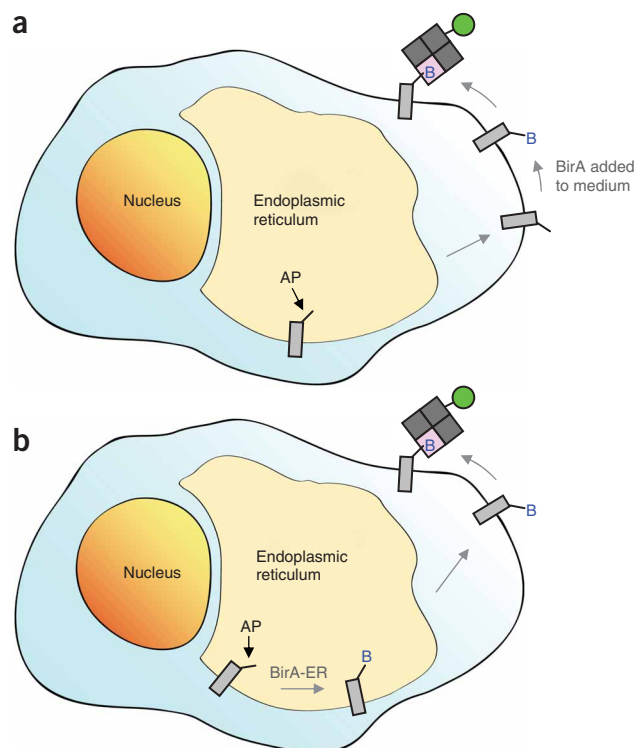 a
B
B
BirA added
to medium
Nucleus
Endoplasmic
reticulum
AP
b
B
B
Endoplasmic
reticulum
Nucleus
AP
B
BirA-ER